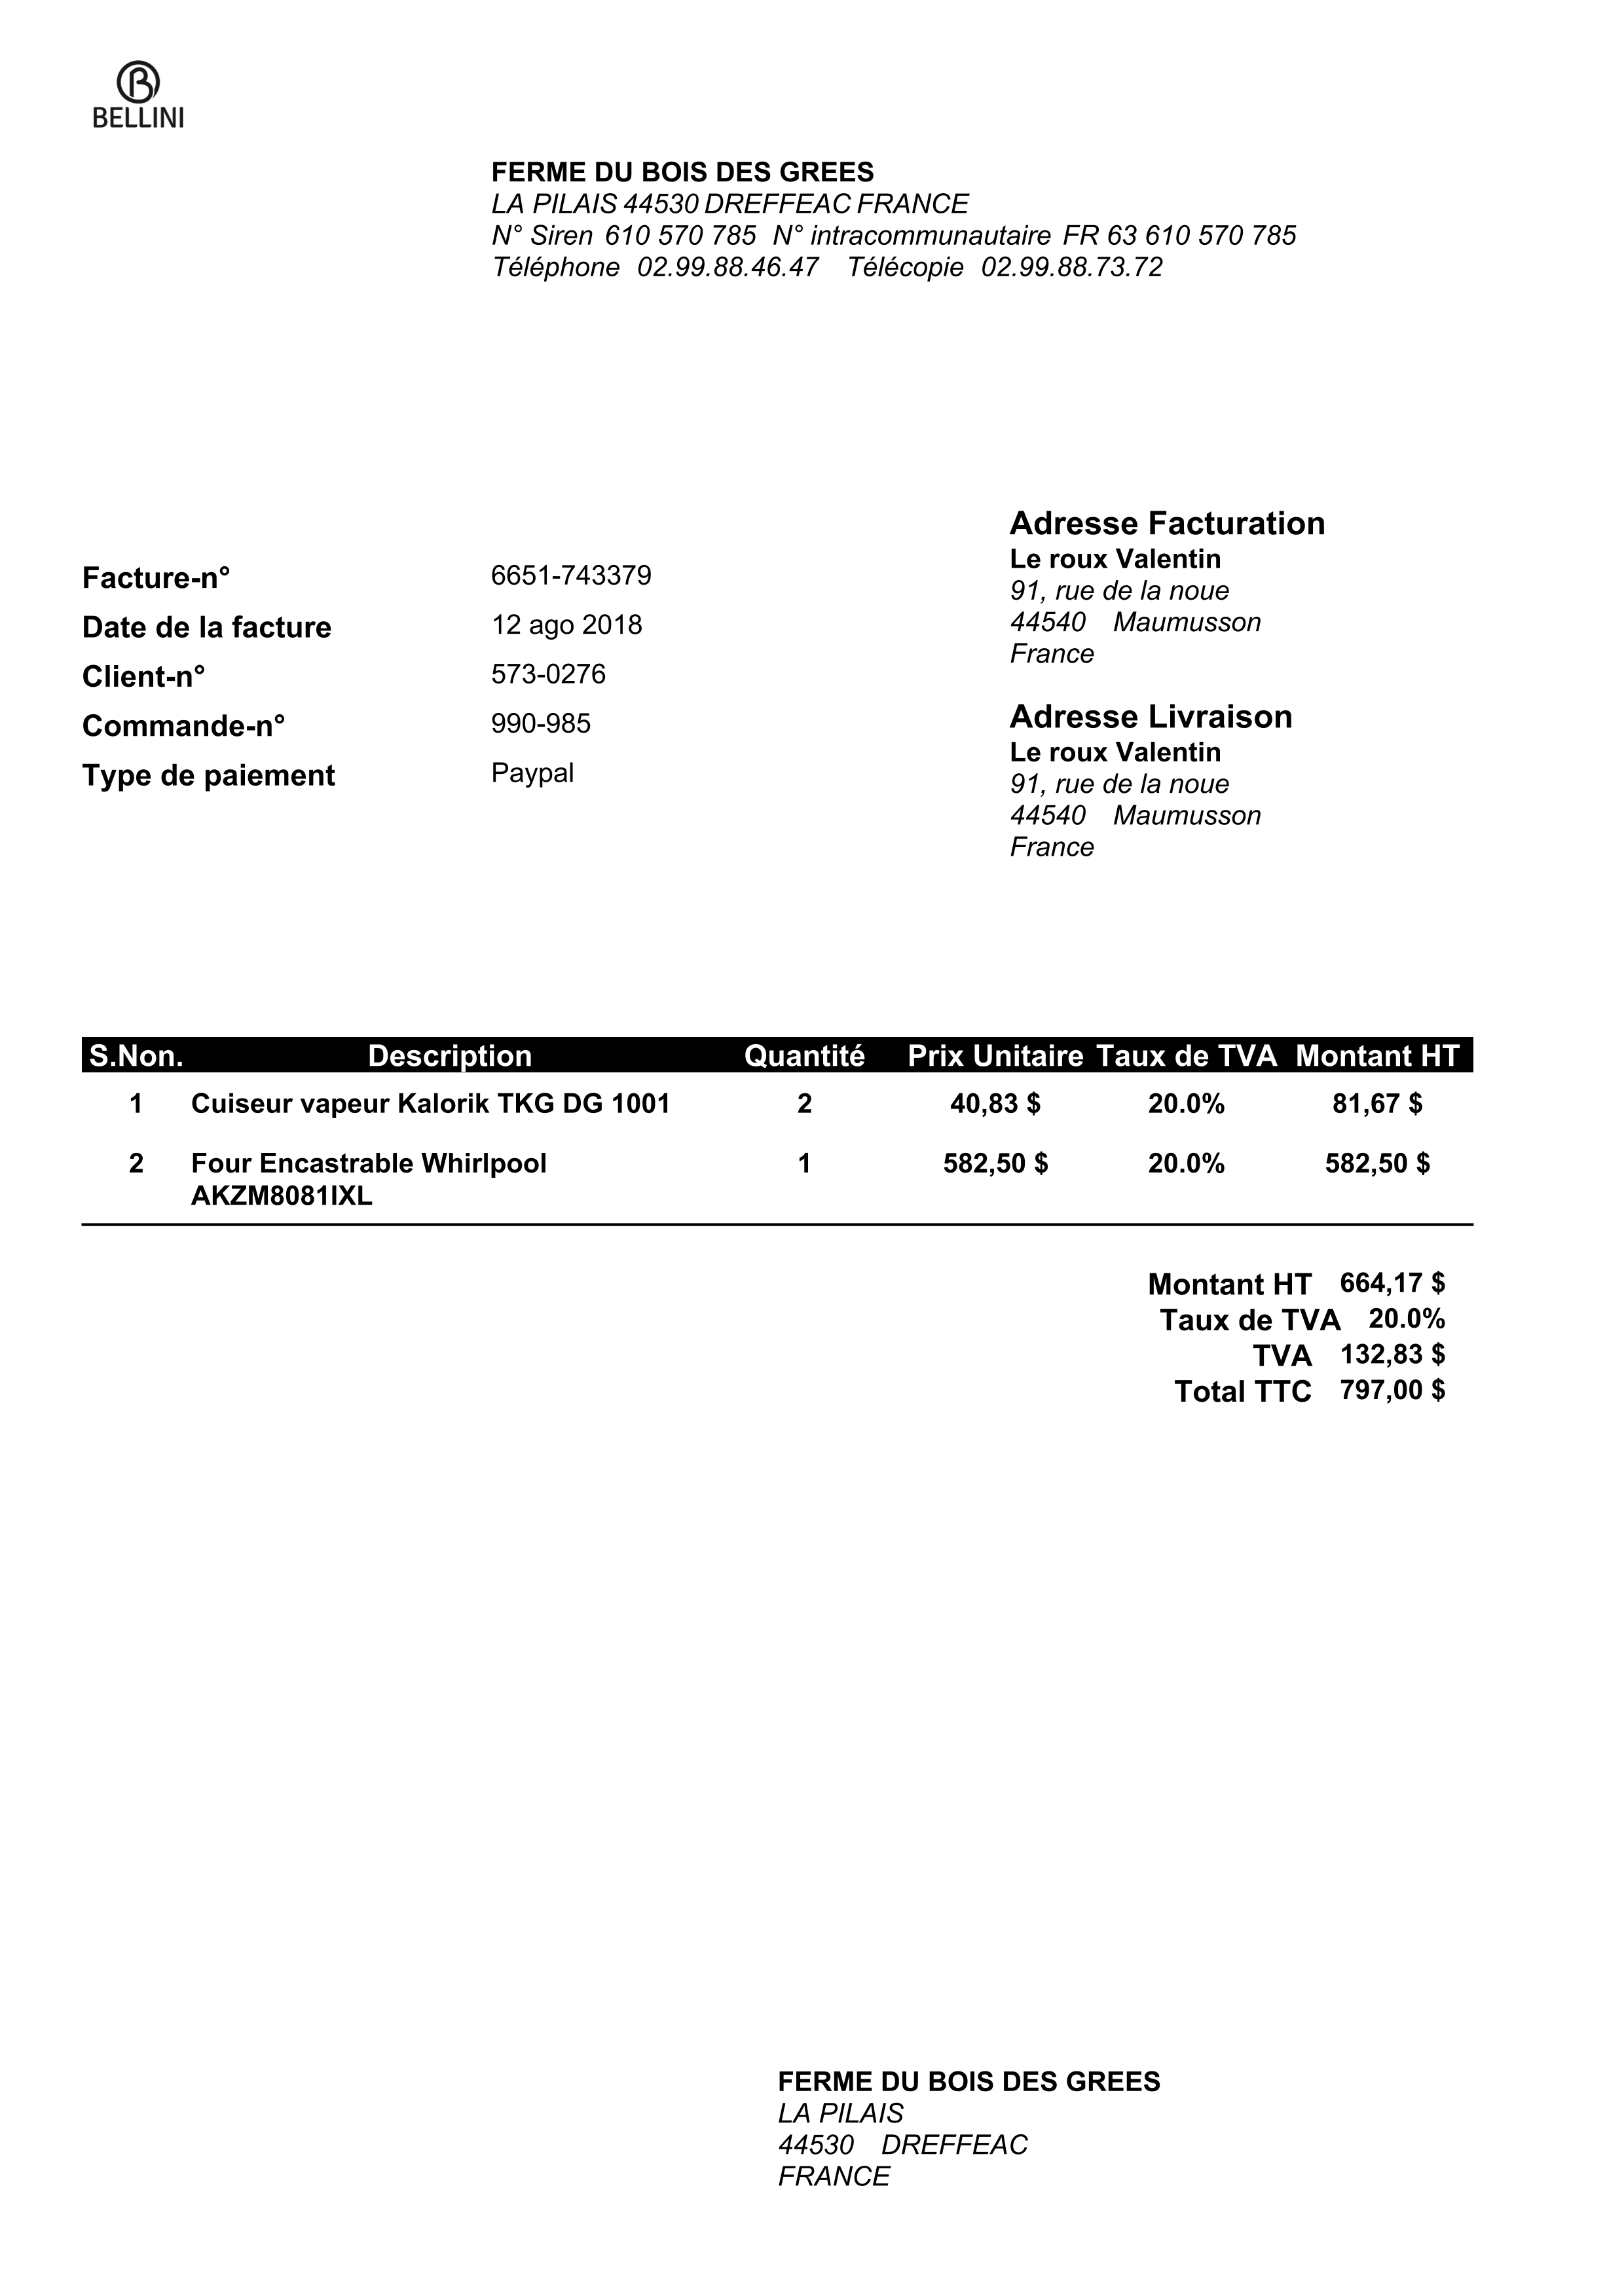 BELLINI
FERME DU BOIS DES GREES
LA PILAIS 44530 DREFFEAC FRANCE
N° Siren 610 570 785 N° intracommunautaire FR 63 610 570 785
Téléphone 02.99.88.46.47 Télécopie 02.99.88.73.72
Facture-n° 6651-743379
Date de la facture 12 ago 2018
Client-n° 573-0276
Commande-n° 990-985
Type de paiement Paypal
Adresse Facturation
Le roux Valentin
91, rue de la noue
44540 Maumusson
France
Adresse Livraison
Le roux Valentin
91, rue de la noue
44540 Maumusson
France
S.Non. Description Quantité Prix Unitaire Taux de TVA Montant HT
1 Cuiseur vapeur Kalorik TKG DG 1001 2 40,83 $ 20.0% 81,67 $
2 Four Encastrable Whirlpool 1 582,50 $ 20.0% 582,50 $
AKZM8081IXL
Montant HT 664,17 $
Taux de TVA 20.0%
TVA 132,83 $
Total TTC 797,00 $
FERME DU BOIS DES GREES
LA PILAIS
44530 DREFFEAC
FRANCE